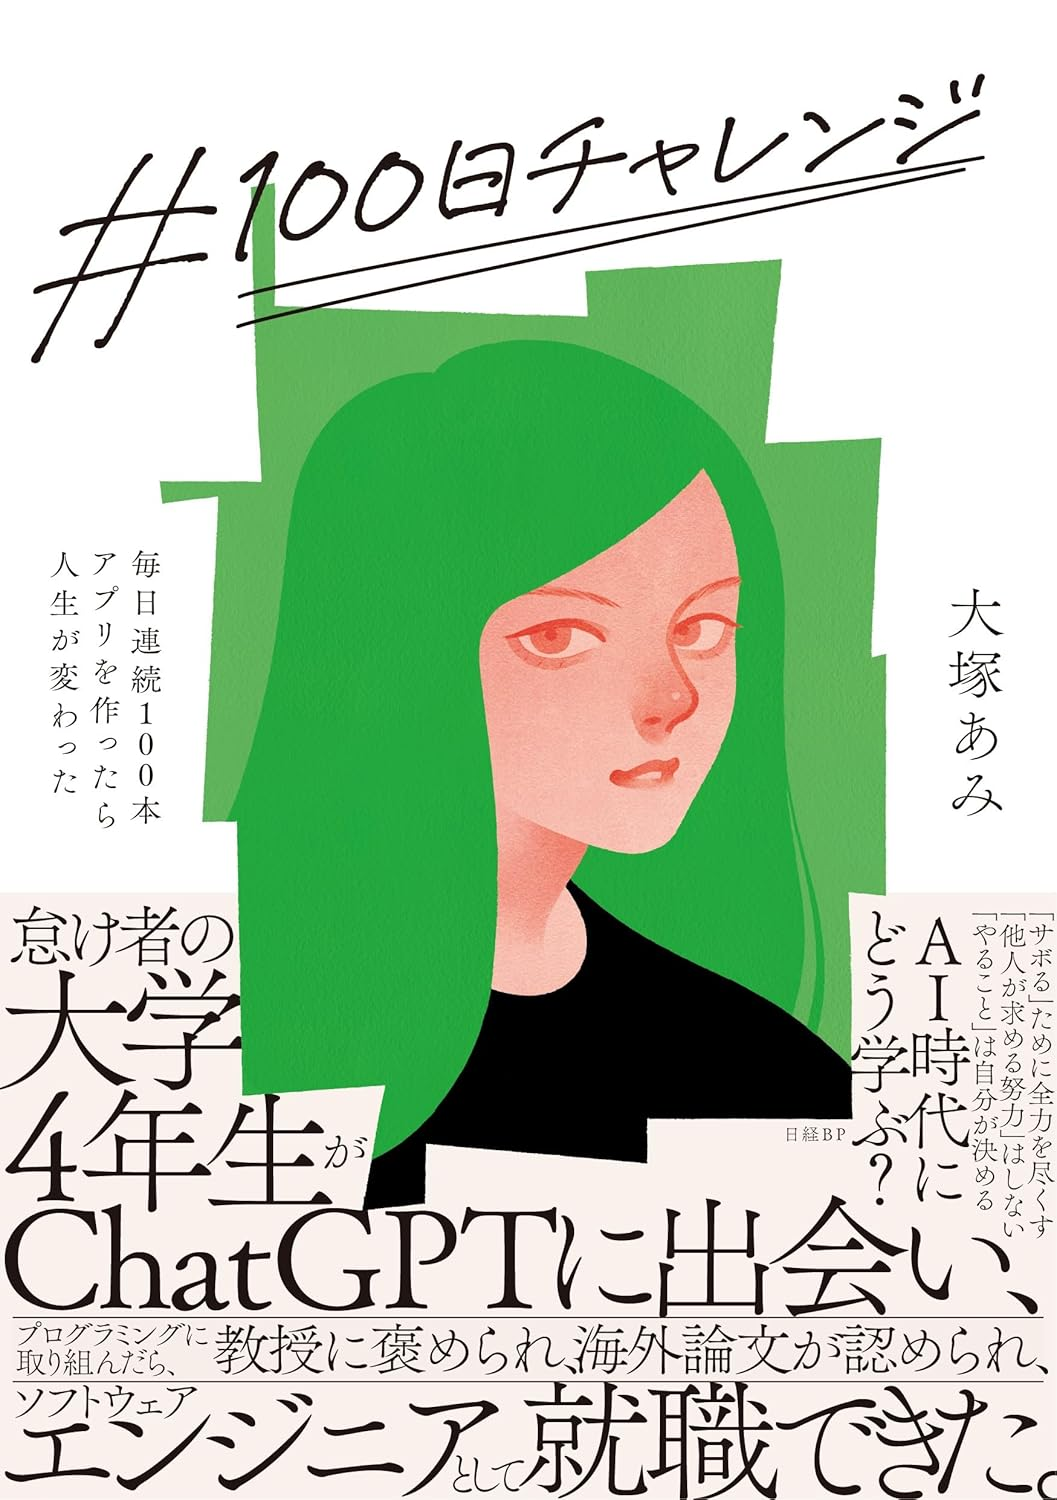 #100日チャレンジ
毎日連続100本
アプリを作ったら
人生が変わった
大塚あみ
「サボる」ために全力を尽くす
「他人が求める努力」はしない
「やること」は自分が決める
AI時代に
どう学ぶ?
日経BP
怠け者の
大学
4年生が
ChatGPTに出会い、
プログラミングに
取り組んだら、
教授に褒められ、海外論文が認められ、
ソフトウェア
エンジニアとして就職できた。